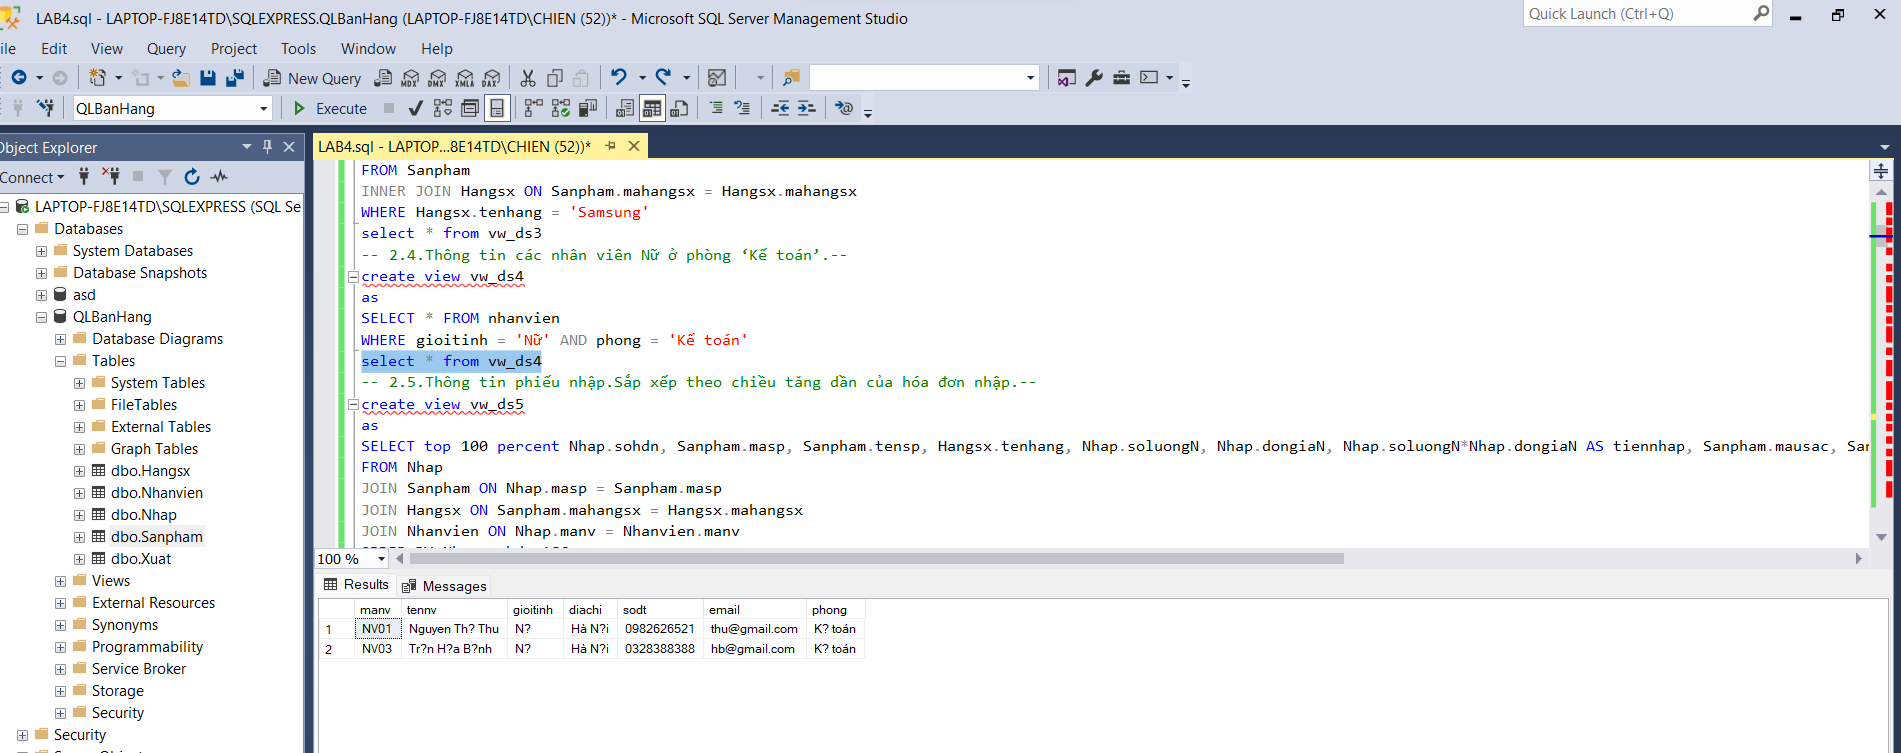 LAB4.sql - LAPTOP-FJ8E14TD\SQLEXPRESS.QLBanHang (LAPTOP-FJ8E14TD\CHIEN (52))* - Microsoft SQL Server Management Studio
Quick Launch (Ctrl+Q)
ile Edit View Query Project Tools Window Help
New Query MDX DMX XMLA DAX
QLBanHang Execute
Object Explorer
LAB4.sql - LAPTOP...8E14TD\CHIEN (52))*
Connect
LAPTOP-FJ8E14TD\SQLEXPRESS (SQL Se
Databases
System Databases
Database Snapshots
asd
QLBanHang
Database Diagrams
Tables
System Tables
FileTables
External Tables
Graph Tables
dbo.Hangsx
dbo.Nhanvien
dbo.Nhap
dbo.Sanpham
dbo.Xuat
Views
External Resources
Synonyms
Programmability
Service Broker
Storage
Security
Security
FROM Sanpham
INNER JOIN Hangsx ON Sanpham.mahangsx = Hangsx.mahangsx
WHERE Hangsx.tenhang = 'Samsung'
select * from vw_ds3
-- 2.4.Thông tin các nhân viên Nữ ở phòng ‘Kế toán’.--
create view vw_ds4
as
SELECT * FROM nhanvien
WHERE gioitinh = 'Nữ' AND phong = 'Kế toán'
select * from vw_ds4
-- 2.5.Thông tin phiếu nhập.Sắp xếp theo chiều tăng dần của hóa đơn nhập.--
create view vw_ds5
as
SELECT top 100 percent Nhap.sohdn, Sanpham.masp, Sanpham.tensp, Hangsx.tenhang, Nhap.soluongN, Nhap.dongiaN, Nhap.soluongN*Nhap.dongiaN AS tiennhap, Sanpham.mausac, San
FROM Nhap
JOIN Sanpham ON Nhap.masp = Sanpham.masp
JOIN Hangsx ON Sanpham.mahangsx = Hangsx.mahangsx
JOIN Nhanvien ON Nhap.manv = Nhanvien.manv
100 %
Results Messages
manv tennv gioitinh diachi sodt email phong
1 NV01 Nguyen Th? Thu N? Hà N?i 0982626521 thu@gmail.com K? toán
2 NV03 Tr?n H?a B?nh N? Hà N?i 0328388388 hb@gmail.com K? toán